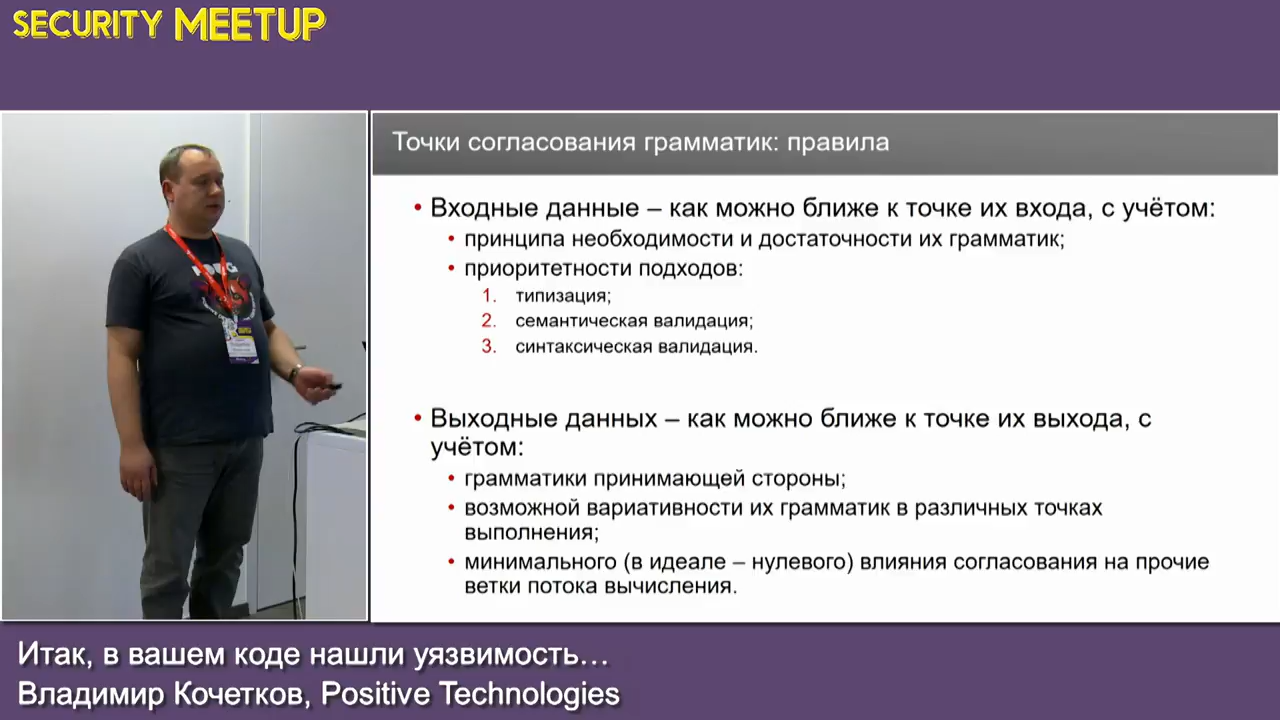 SECURITY MEETUP
Точки согласования грамматик: правила
• Входные данные – как можно ближе к точке их входа, с учётом:
• принципа необходимости и достаточности их грамматик;
• приоритетности подходов:
1. типизация;
2. семантическая валидация;
3. синтаксическая валидация.
• Выходные данных – как можно ближе к точке их выхода, с
учётом:
• грамматики принимающей стороны;
• возможной вариативности их грамматик в различных точках
выполнения;
• минимального (в идеале – нулевого) влияния согласования на прочие
ветки потока вычисления.
Итак, в вашем коде нашли уязвимость…
Владимир Кочетков, Positive Technologies